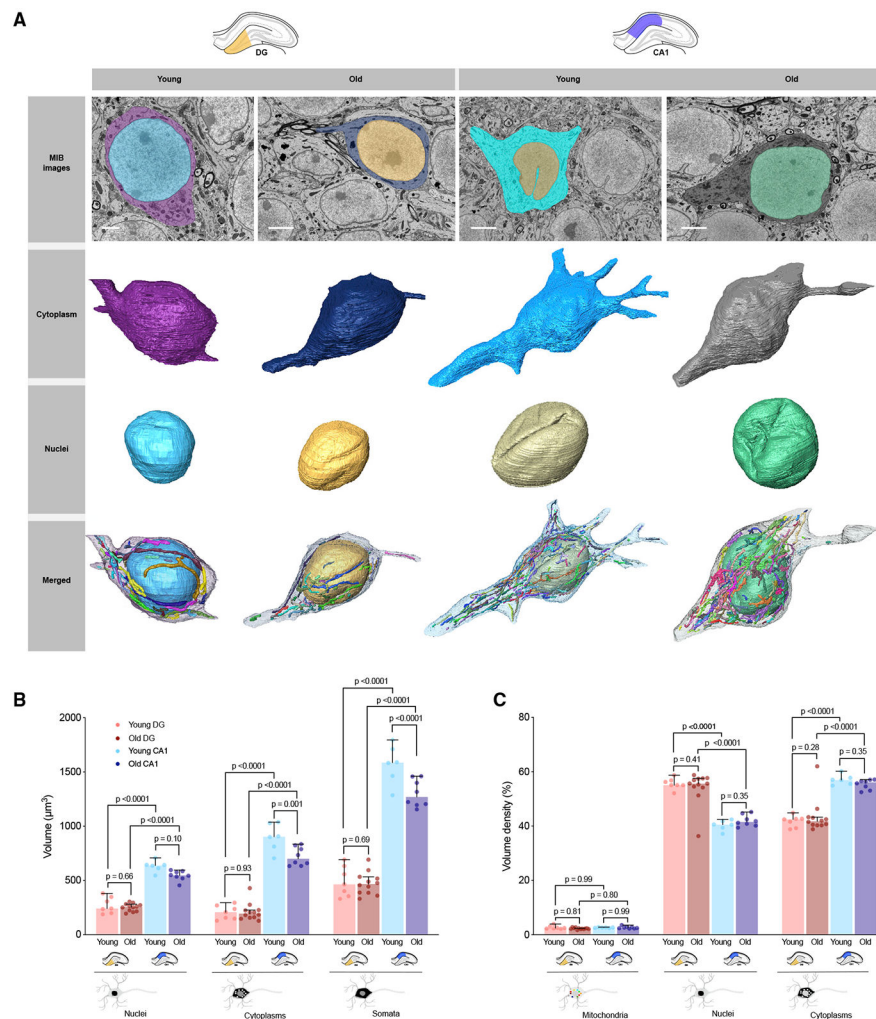 A
DG
CA1
Young
Old
Young
Old
MIB
images
Cytoplasm
Nuclei
Merged
B
Young DG
Old DG
Young CA1
Old CA1
Volume (µm³)
2000
1500
1000
500
0
p <0.0001
p <0.0001
p = 0.66
p = 0.10
p <0.0001
p <0.0001
p = 0.93
p = 0.001
p <0.0001
p <0.0001
p = 0.69
p <0.0001
Young Old Young Old Young Old Young Old Young Old Young Old
Nuclei
Cytoplasms
Somata
C
Volume density (%)
80
60
40
20
0
p = 0.99
p = 0.80
p = 0.81
p = 0.99
p <0.0001
p <0.0001
p = 0.41
p = 0.35
p <0.0001
p <0.0001
p = 0.28
p = 0.35
Young Old Young Old Young Old Young Old Young Old Young Old
Mitochondria
Nuclei
Cytoplasms